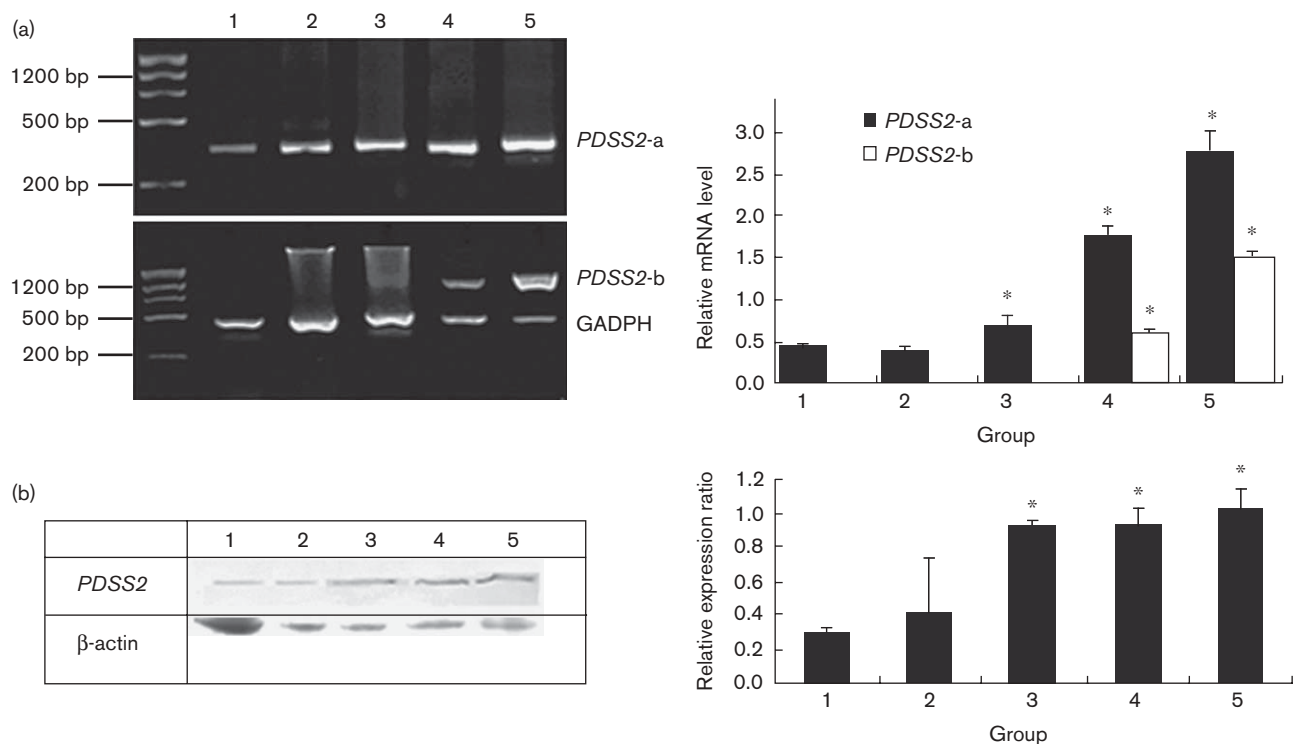 (a)
1 2 3 4 5
1200 bp
500 bp
200 bp
PDSS2-a
1200 bp
500 bp
200 bp
PDSS2-b
GADPH
Relative mRNA level
3.0
2.5
2.0
1.5
1.0
0.5
0.0
PDSS2-a
PDSS2-b
* * * * *
1 2 3 4 5
Group
(b)
1 2 3 4 5
PDSS2
β-actin
Relative expression ratio
1.2
1.0
0.8
0.6
0.4
0.2
0.0
* * *
1 2 3 4 5
Group